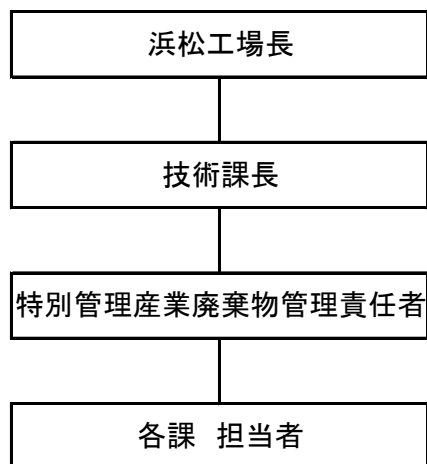 浜松工場長
技術課長
特別管理産業廃棄物管理責任者
各課 担当者